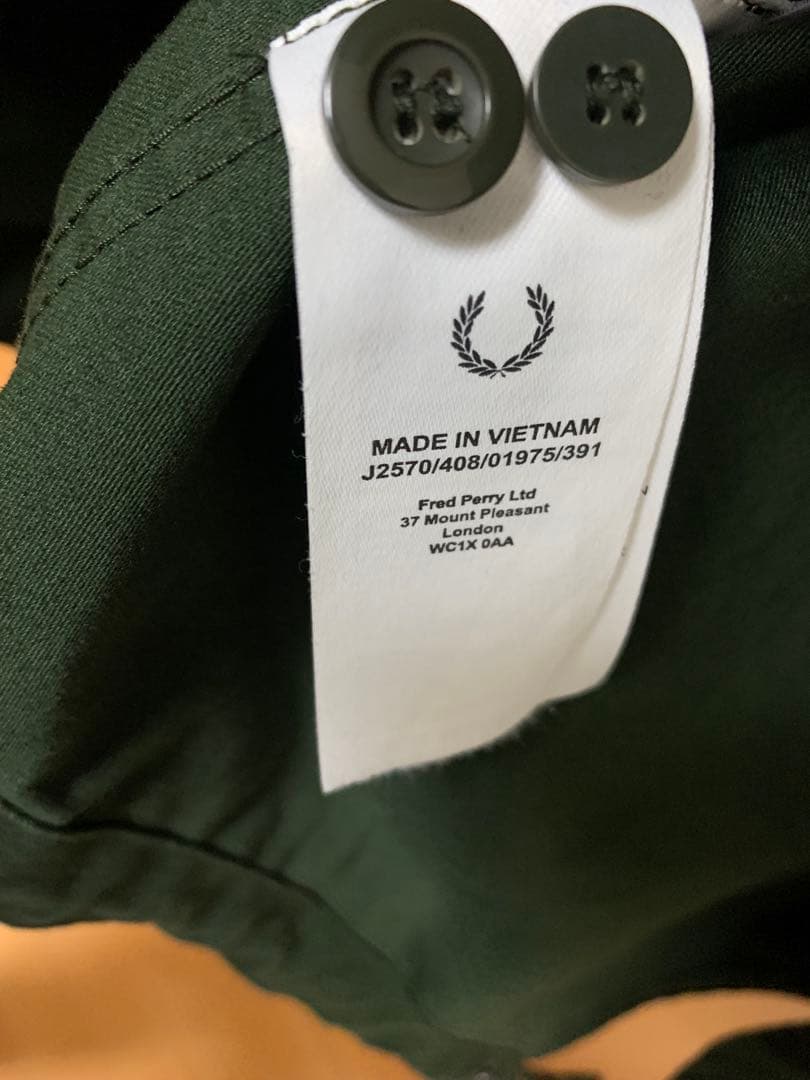 MADE IN VIETNAM
J2570/408/01975/391
Fred Perry Ltd
37 Mount Pleasant
London
WC1X 0AA